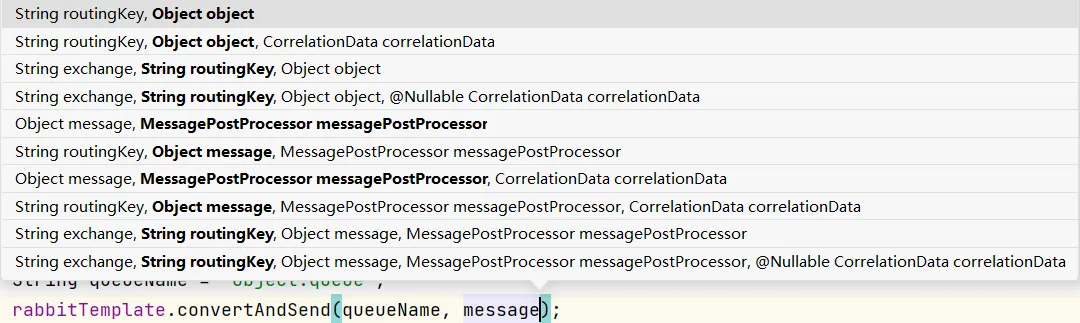 String routingKey, Object object
String routingKey, Object object, CorrelationData correlationData
String exchange, String routingKey, Object object
String exchange, String routingKey, Object object, @Nullable CorrelationData correlationData
Object message, MessagePostProcessor messagePostProcessor
String routingKey, Object message, MessagePostProcessor messagePostProcessor
Object message, MessagePostProcessor messagePostProcessor, CorrelationData correlationData
String routingKey, Object message, MessagePostProcessor messagePostProcessor, CorrelationData correlationData
String exchange, String routingKey, Object message, MessagePostProcessor messagePostProcessor
String exchange, String routingKey, Object message, MessagePostProcessor messagePostProcessor, @Nullable CorrelationData correlationData
String queueName = "object.queue";
rabbitTemplate.convertAndSend(queueName, message);